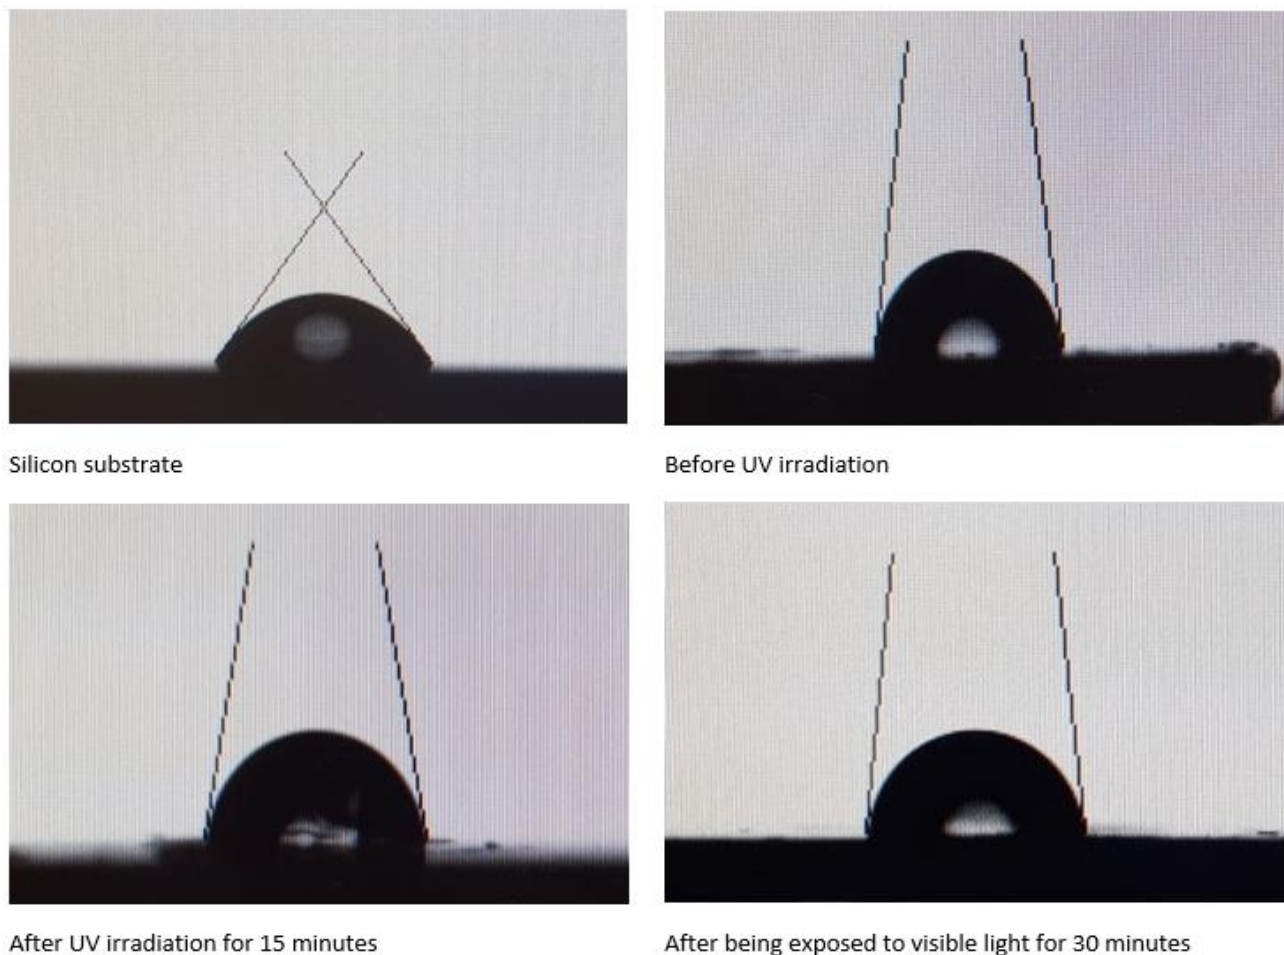 Silicon substrate
Before UV irradiation
After UV irradiation for 15 minutes
After being exposed to visible light for 30 minutes